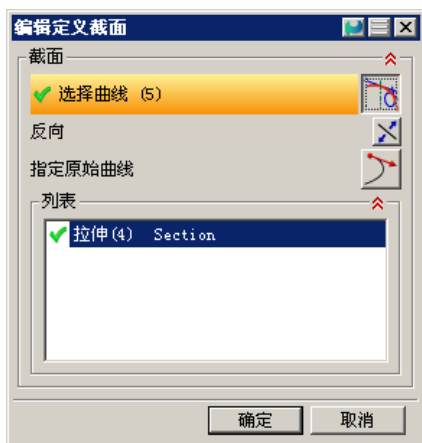 编辑定义截面
截面
选择曲线 (5)
反向
指定原始曲线
列表
拉伸(4) Section
确定 取消